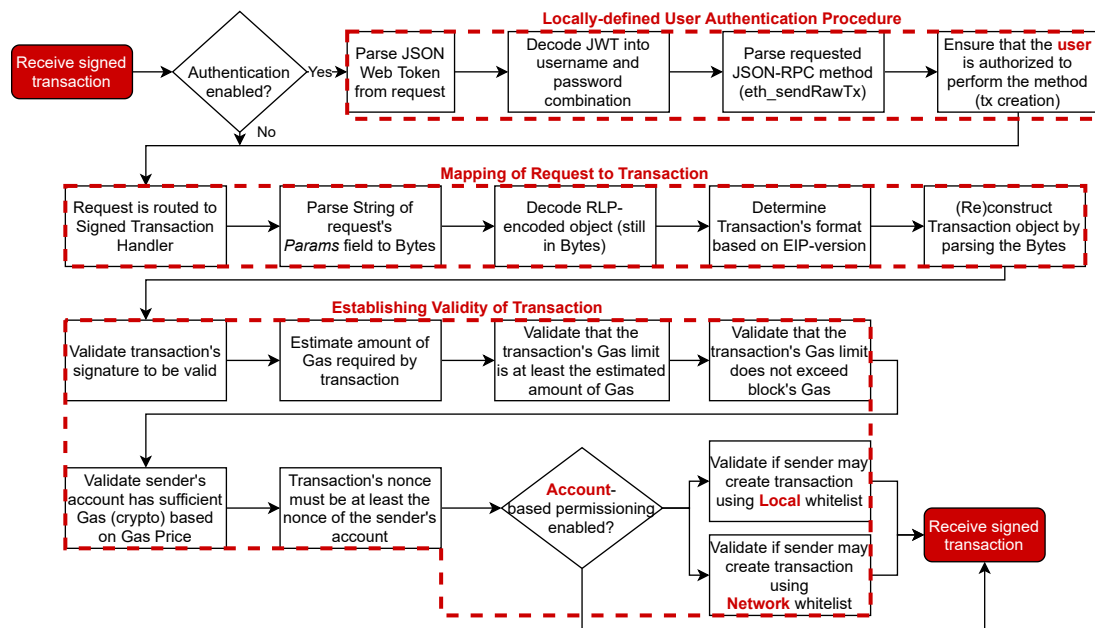 Locally-defined User Authentication Procedure
Receive signed
transaction
Authentication
enabled?
Yes
No
Parse JSON
Web Token
from request
Decode JWT into
username and
password
combination
Parse requested
JSON-RPC method
(eth_sendRawTx)
Ensure that the user
is authorized to
perform the method
(tx creation)
Mapping of Request to Transaction
Request is routed to
Signed Transaction
Handler
Parse String of
request's
Params field to Bytes
Decode RLP-
encoded object (still
in Bytes)
Determine
Transaction's format
based on EIP-version
(Re)construct
Transaction object by
parsing the Bytes
Establishing Validity of Transaction
Validate transaction's
signature to be valid
Estimate amount of
Gas required by
transaction
Validate that the
transaction's Gas limit
is at least the estimated
amount of Gas
Validate that the
transaction's Gas limit
does not exceed
block's Gas
Validate sender's
account has sufficient
Gas (crypto) based
on Gas Price
Transaction's nonce
must be at least the
nonce of the sender's
account
Account-
based permissioning
enabled?
Validate if sender may
create transaction
using Local whitelist
Validate if sender may
create transaction
using
Network whitelist
Receive signed
transaction